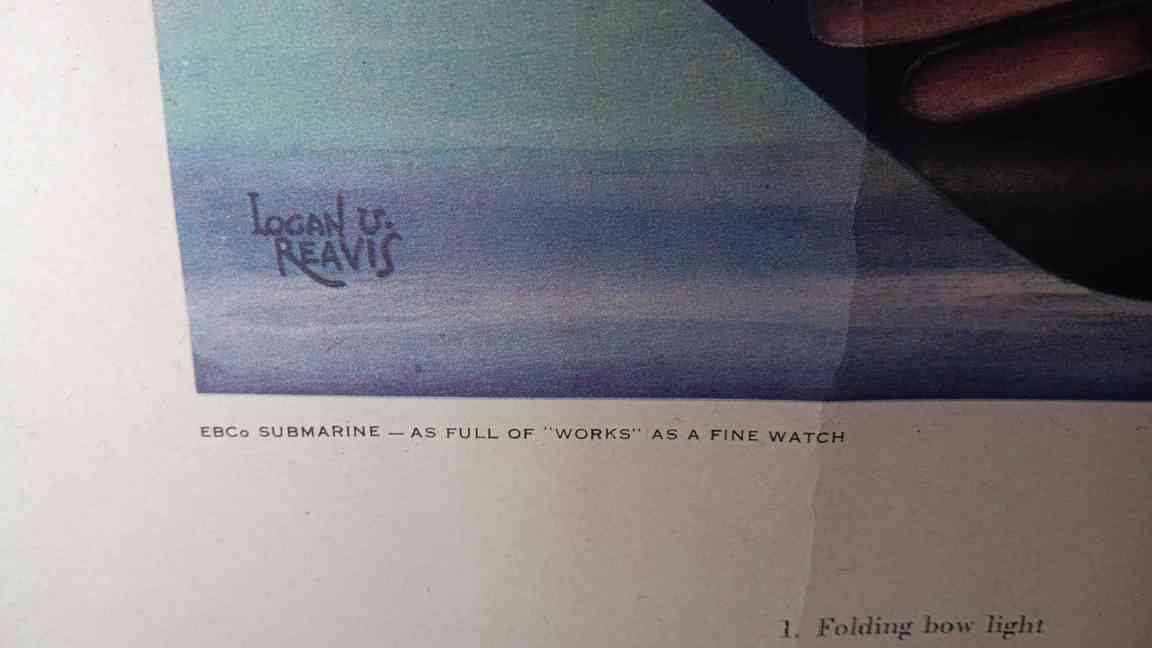 LOGAN U.
REAVIS
EBCo SUBMARINE — AS FULL OF "WORKS" AS A FINE WATCH
1. Folding bow light